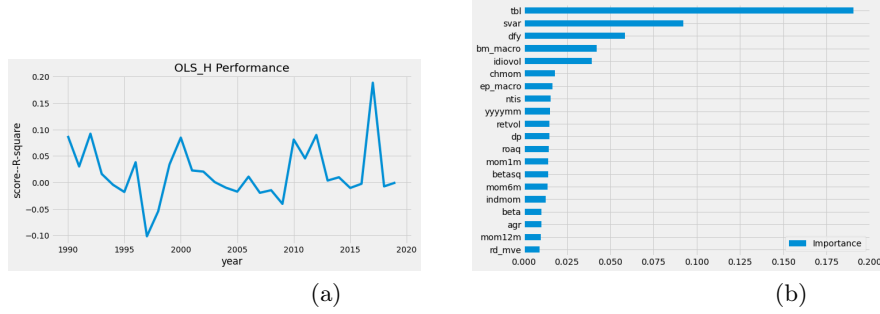 OLS_H Performance
score--R-square
0.20
0.15
0.10
0.05
0.00
−0.05
−0.10
1990 1995 2000 2005 2010 2015 2020
year
(a)
tbl
svar
dfy
bm_macro
idiovol
chmom
ep_macro
ntis
yyyymm
retvol
dp
roaq
mom1m
betasq
mom6m
indmom
beta
agr
mom12m
rd_mve
Importance
0.000 0.025 0.050 0.075 0.100 0.125 0.150 0.175 0.200
(b)